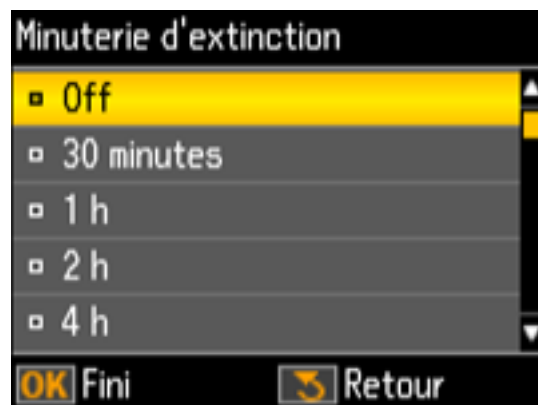 Minuterie d'extinction
Off
30 minutes
1 h
2 h
4 h
OK Fini Retour